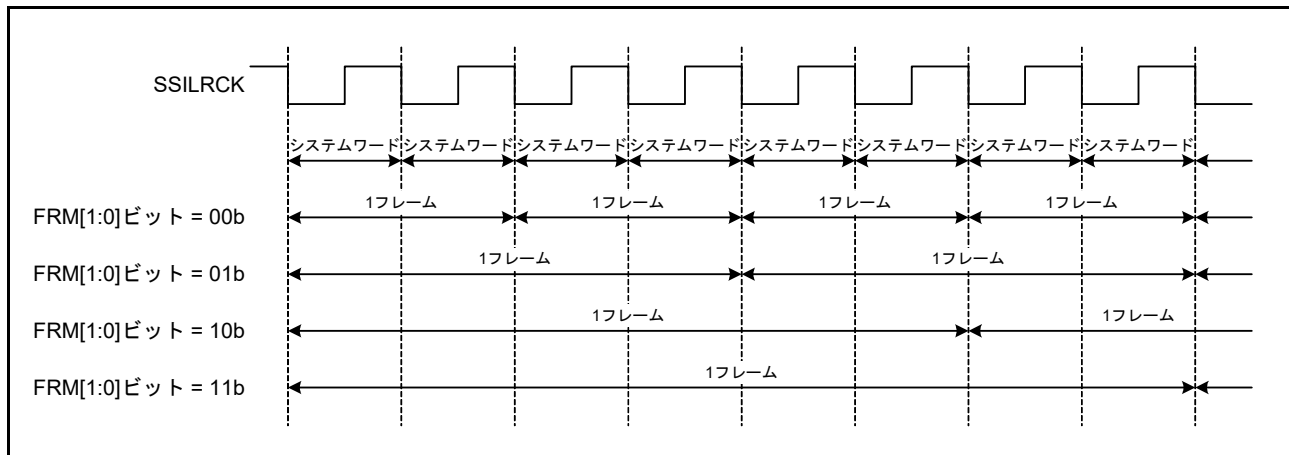 SSILRCK
システムワード システムワード システムワード システムワード システムワード システムワード システムワード システムワード
FRM[1:0]ビット = 00b 1フレーム 1フレーム 1フレーム 1フレーム
FRM[1:0]ビット = 01b 1フレーム 1フレーム
FRM[1:0]ビット = 10b 1フレーム 1フレーム
FRM[1:0]ビット = 11b 1フレーム